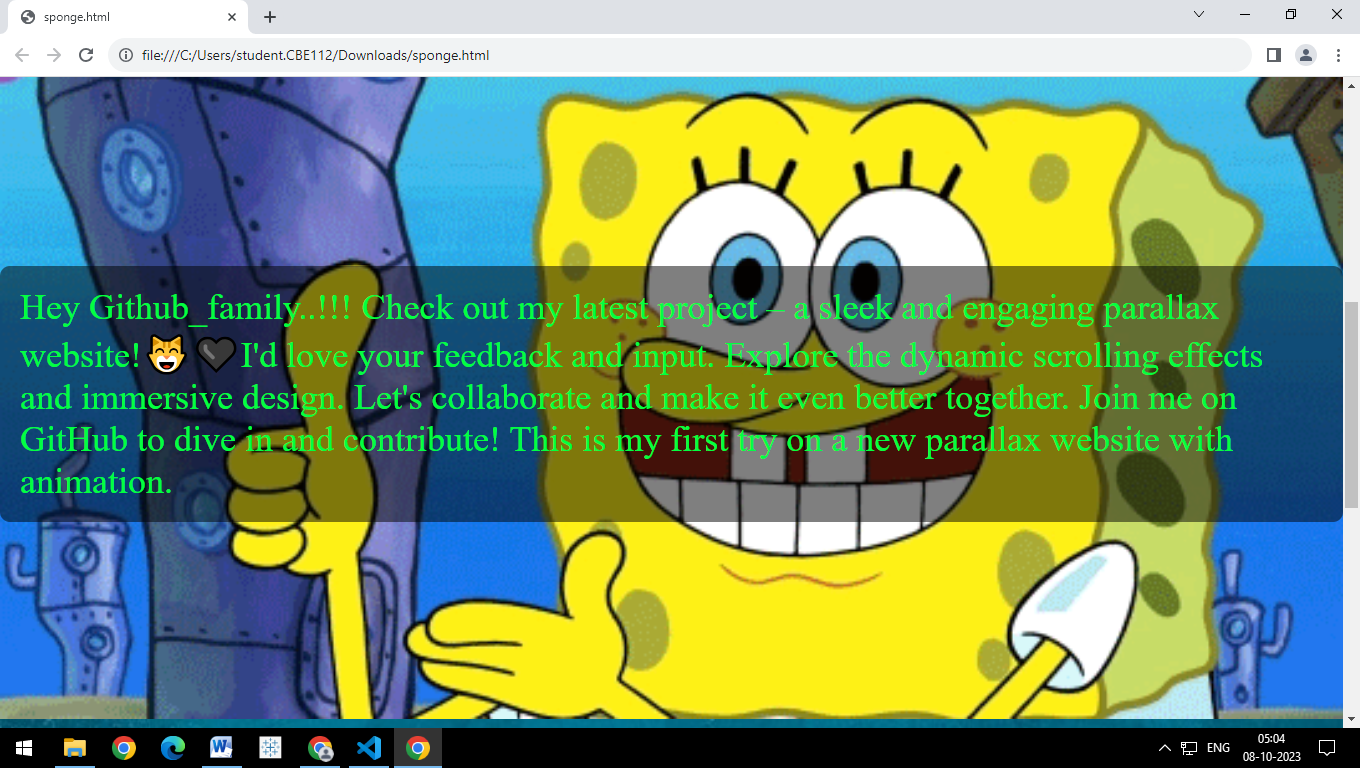 sponge.html
file:///C:/Users/student.CBE112/Downloads/sponge.html
Hey Github_family..!!! Check out my latest project – a sleek and engaging parallax
website!😸🖤I'd love your feedback and input. Explore the dynamic scrolling effects
and immersive design. Let's collaborate and make it even better together. Join me on
GitHub to dive in and contribute! This is my first try on a new parallax website with
animation.
ENG
05:04
08-10-2023